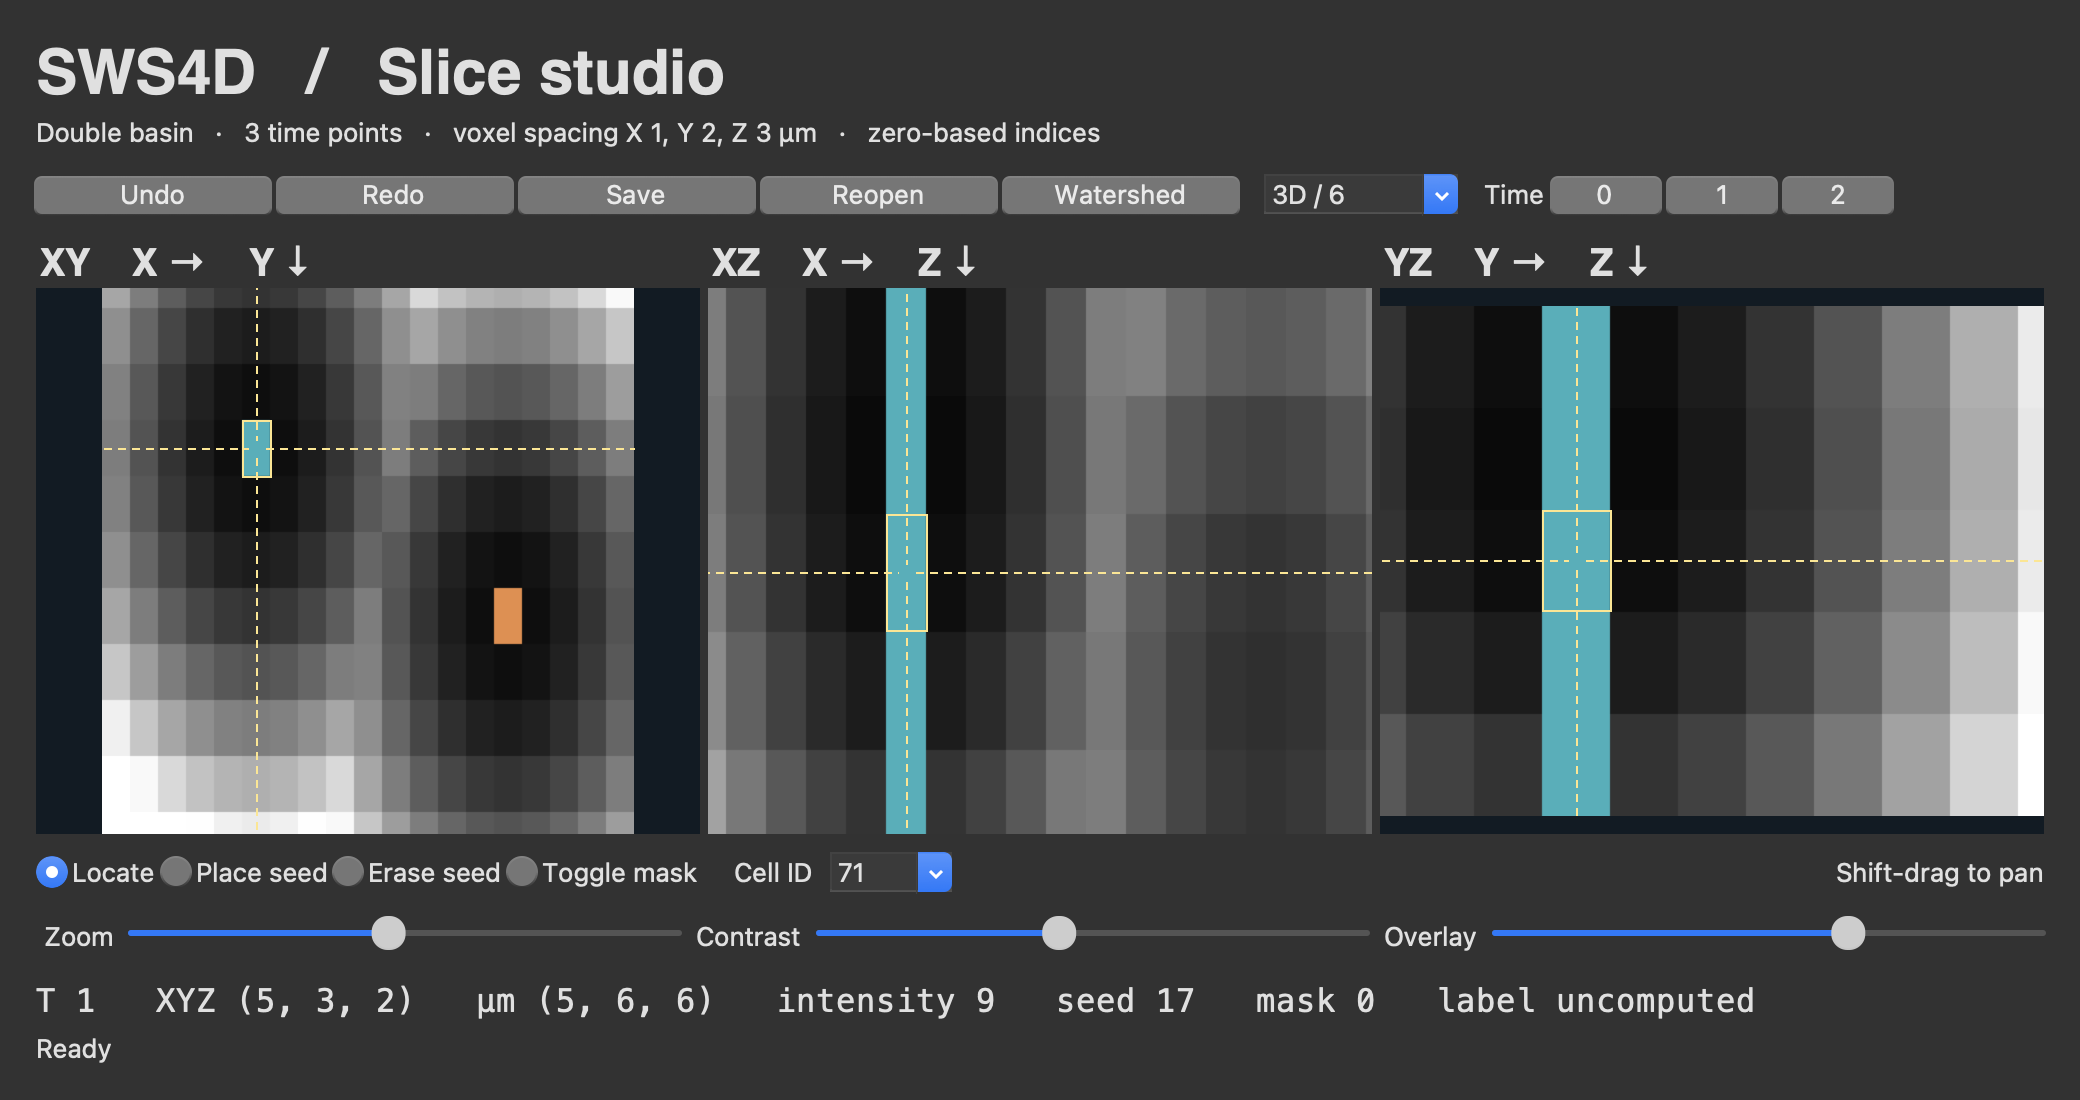 SWS4D / Slice studio
Double basin · 3 time points · voxel spacing X 1, Y 2, Z 3 µm · zero-based indices
Undo Redo Save Reopen Watershed 3D / 6 Time 0 1 2
XY X → Y ↓ XZ X → Z ↓ YZ Y → Z ↓
Locate Place seed Erase seed Toggle mask Cell ID 71 Shift-drag to pan
Zoom Contrast Overlay
T 1 XYZ (5, 3, 2) µm (5, 6, 6) intensity 9 seed 17 mask 0 label uncomputed
Ready